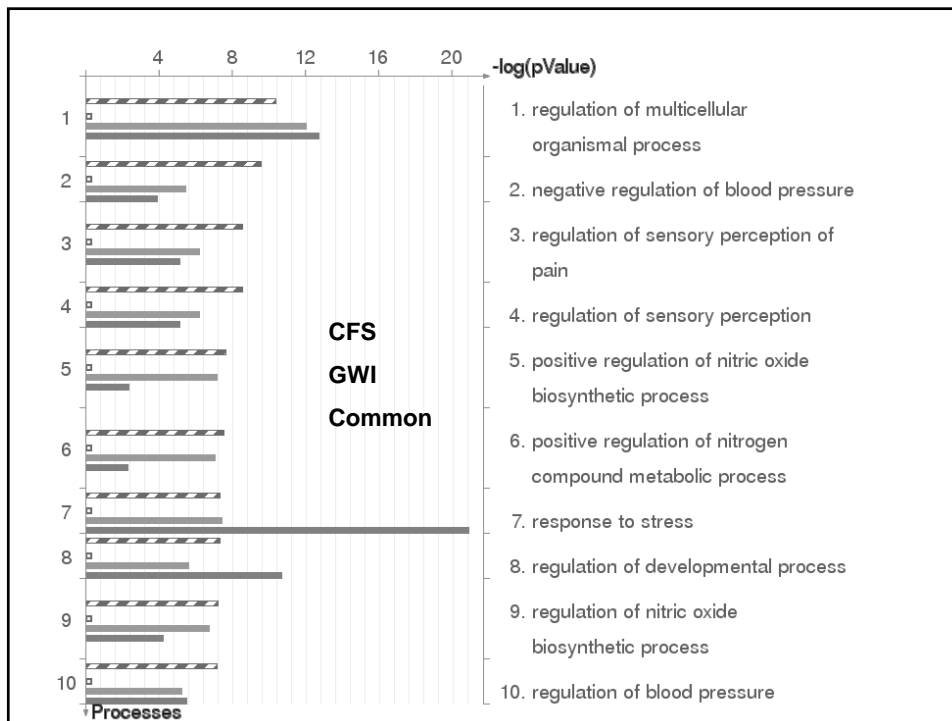 4 8 12 16 20
-log(pValue)
1
2
3
4
5
6
7
8
9
10
Processes
CFS
GWI
Common
1. regulation of multicellular
organismal process
2. negative regulation of blood pressure
3. regulation of sensory perception of
pain
4. regulation of sensory perception
5. positive regulation of nitric oxide
biosynthetic process
6. positive regulation of nitrogen
compound metabolic process
7. response to stress
8. regulation of developmental process
9. regulation of nitric oxide
biosynthetic process
10. regulation of blood pressure